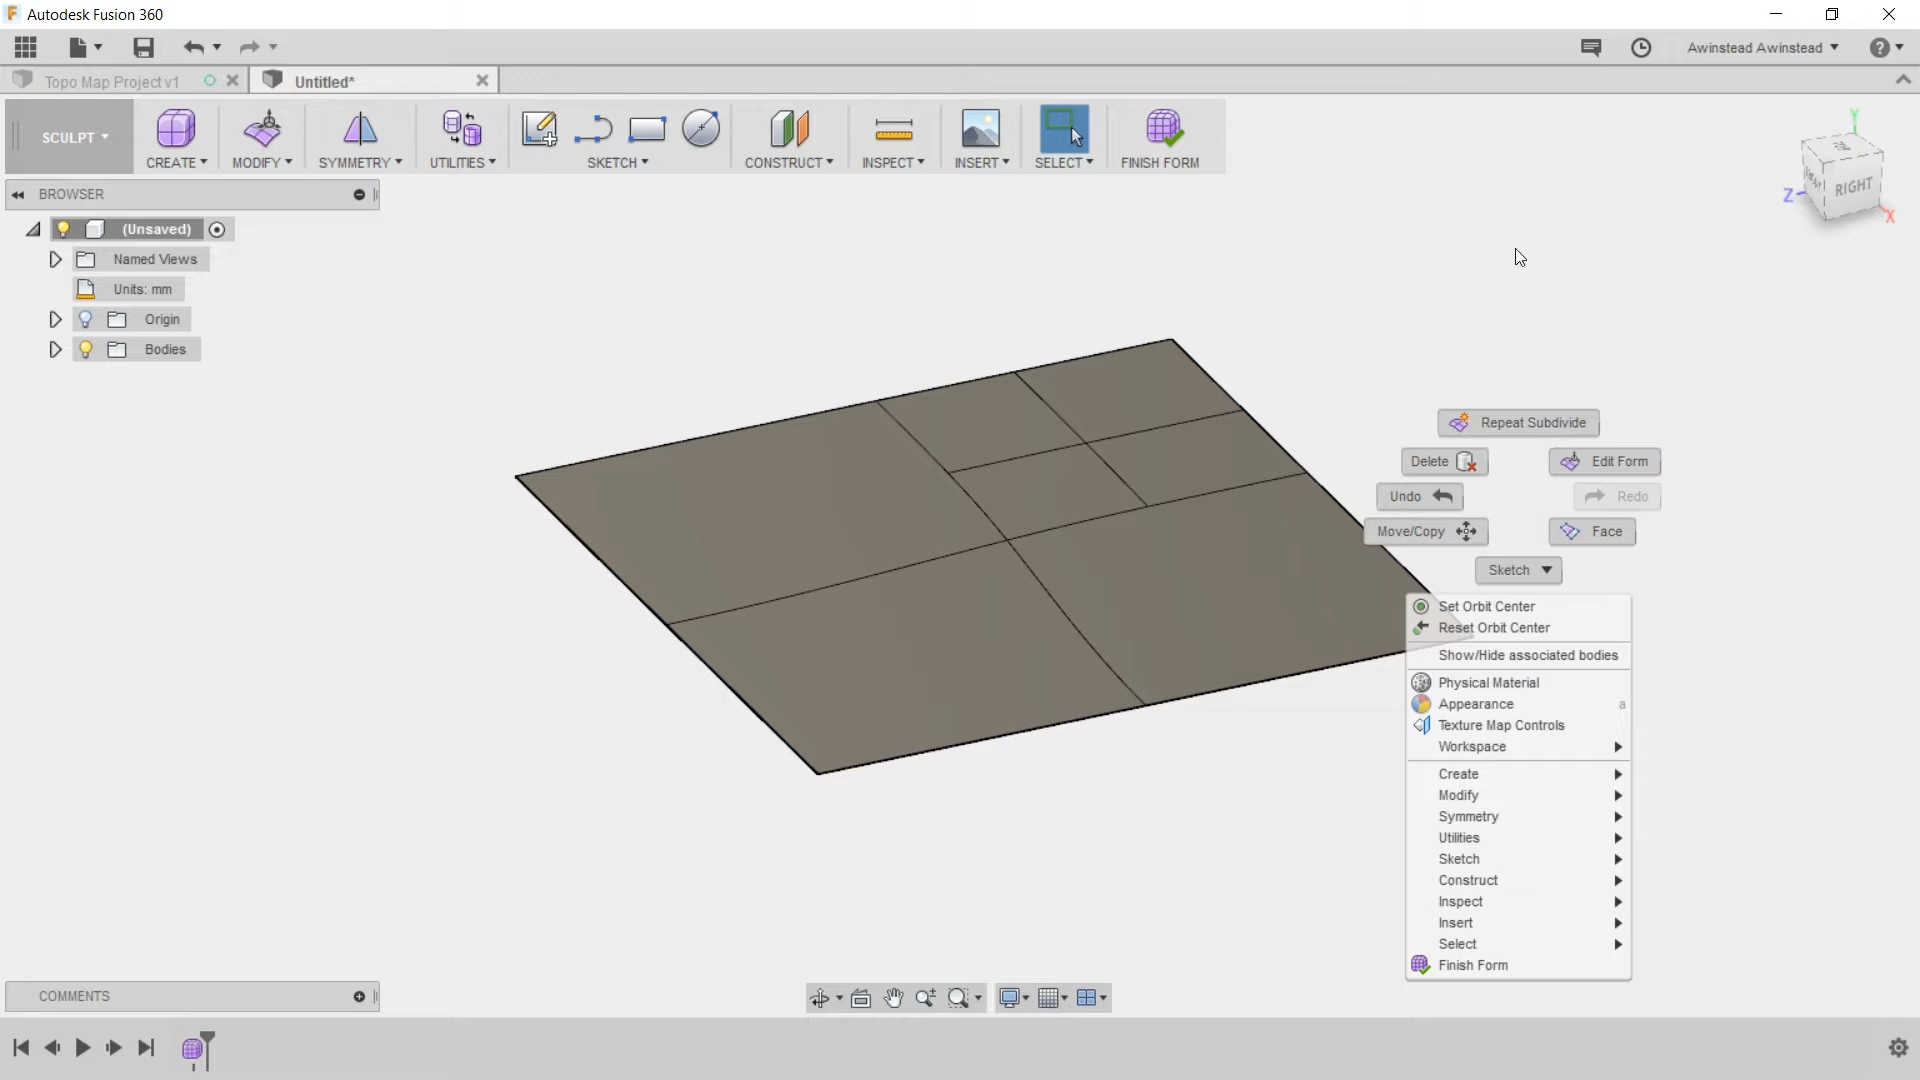 Autodesk Fusion 360
Awinstead Awinstead
Topo Map Project v1
Untitled*
SCULPT
CREATE
MODIFY
SYMMETRY
UTILITIES
SKETCH
CONSTRUCT
INSPECT
INSERT
SELECT
FINISH FORM
BROWSER
(Unsaved)
Named Views
Units: mm
Origin
Bodies
Y
Z
RIGHT
X
Repeat Subdivide
Delete
Edit Form
Undo
Redo
Move/Copy
Face
Sketch
Set Orbit Center
Reset Orbit Center
Show/Hide associated bodies
Physical Material
Appearance a
Texture Map Controls
Workspace
Create
Modify
Symmetry
Utilities
Sketch
Construct
Inspect
Insert
Select
Finish Form
COMMENTS